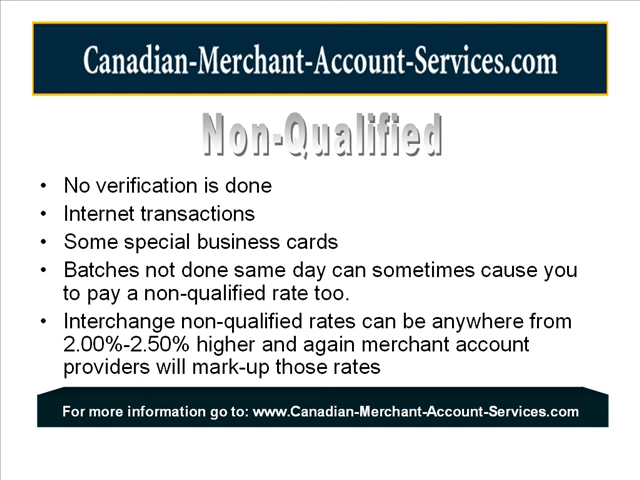 Canadian-Merchant-Account-Services.com
Non-Qualified
• No verification is done
• Internet transactions
• Some special business cards
• Batches not done same day can sometimes cause you
to pay a non-qualified rate too.
• Interchange non-qualified rates can be anywhere from
2.00%-2.50% higher and again merchant account
providers will mark-up those rates
For more information go to: www.Canadian-Merchant-Account-Services.com